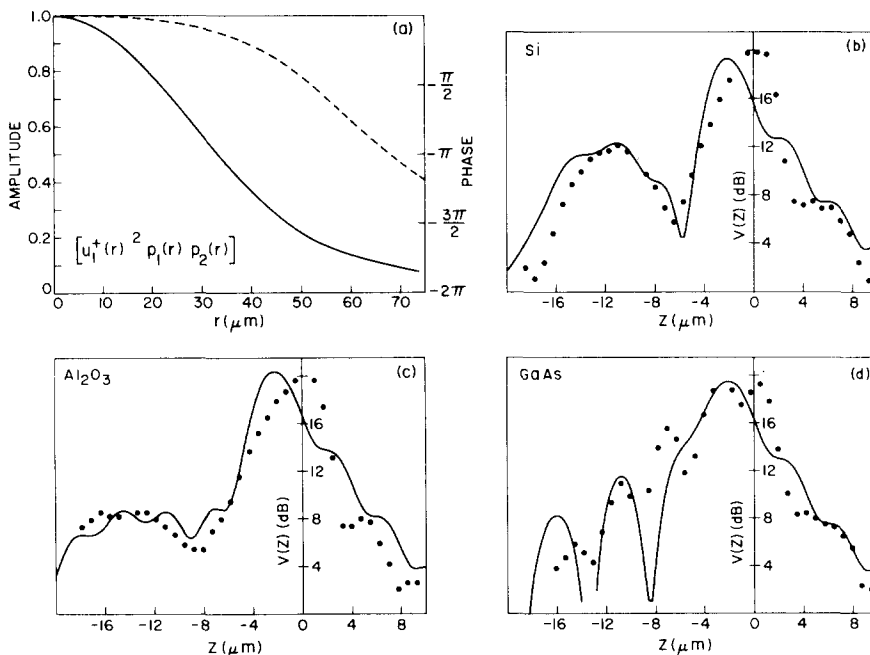 (a)
1.0
0.8
0.6
0.4
0.2
0
AMPLITUDE
[u₁⁺(r)² p₁(r) p₂(r)]
-π/2
-π
-3π/2
-2π
PHASE
0 10 20 30 40 50 60 70
r(μm)
Si
(b)
16
12
8
4
V(Z) (dB)
-16 -12 -8 -4 0 4 8
Z (μm)
Al₂O₃
(c)
16
12
8
4
V(Z) (dB)
-16 -12 -8 -4 0 4 8
Z (μm)
GaAs
(d)
16
12
8
4
V(Z) (dB)
-16 -12 -8 -4 0 4 8
Z (μm)